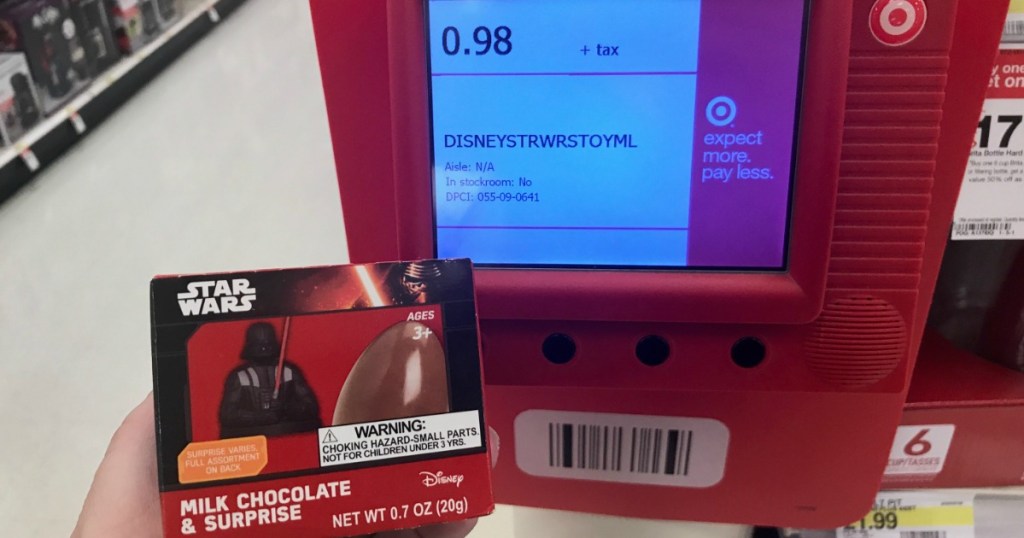 0.98 + tax
DISNEYSTRWRSTOYML
Aisle: N/A
In stockroom: No
DPCI: 055-09-0641
expect
more.
pay less.
STAR
WARS
AGES
3+
SURPRISE VARIES.
FULL ASSORTMENT
ON BACK
WARNING:
CHOKING HAZARD-SMALL PARTS.
NOT FOR CHILDREN UNDER 3 YRS.
Disney
MILK CHOCOLATE
& SURPRISE
NET WT 0.7 OZ (20g)
17
6
CUP/TASSES
1.99